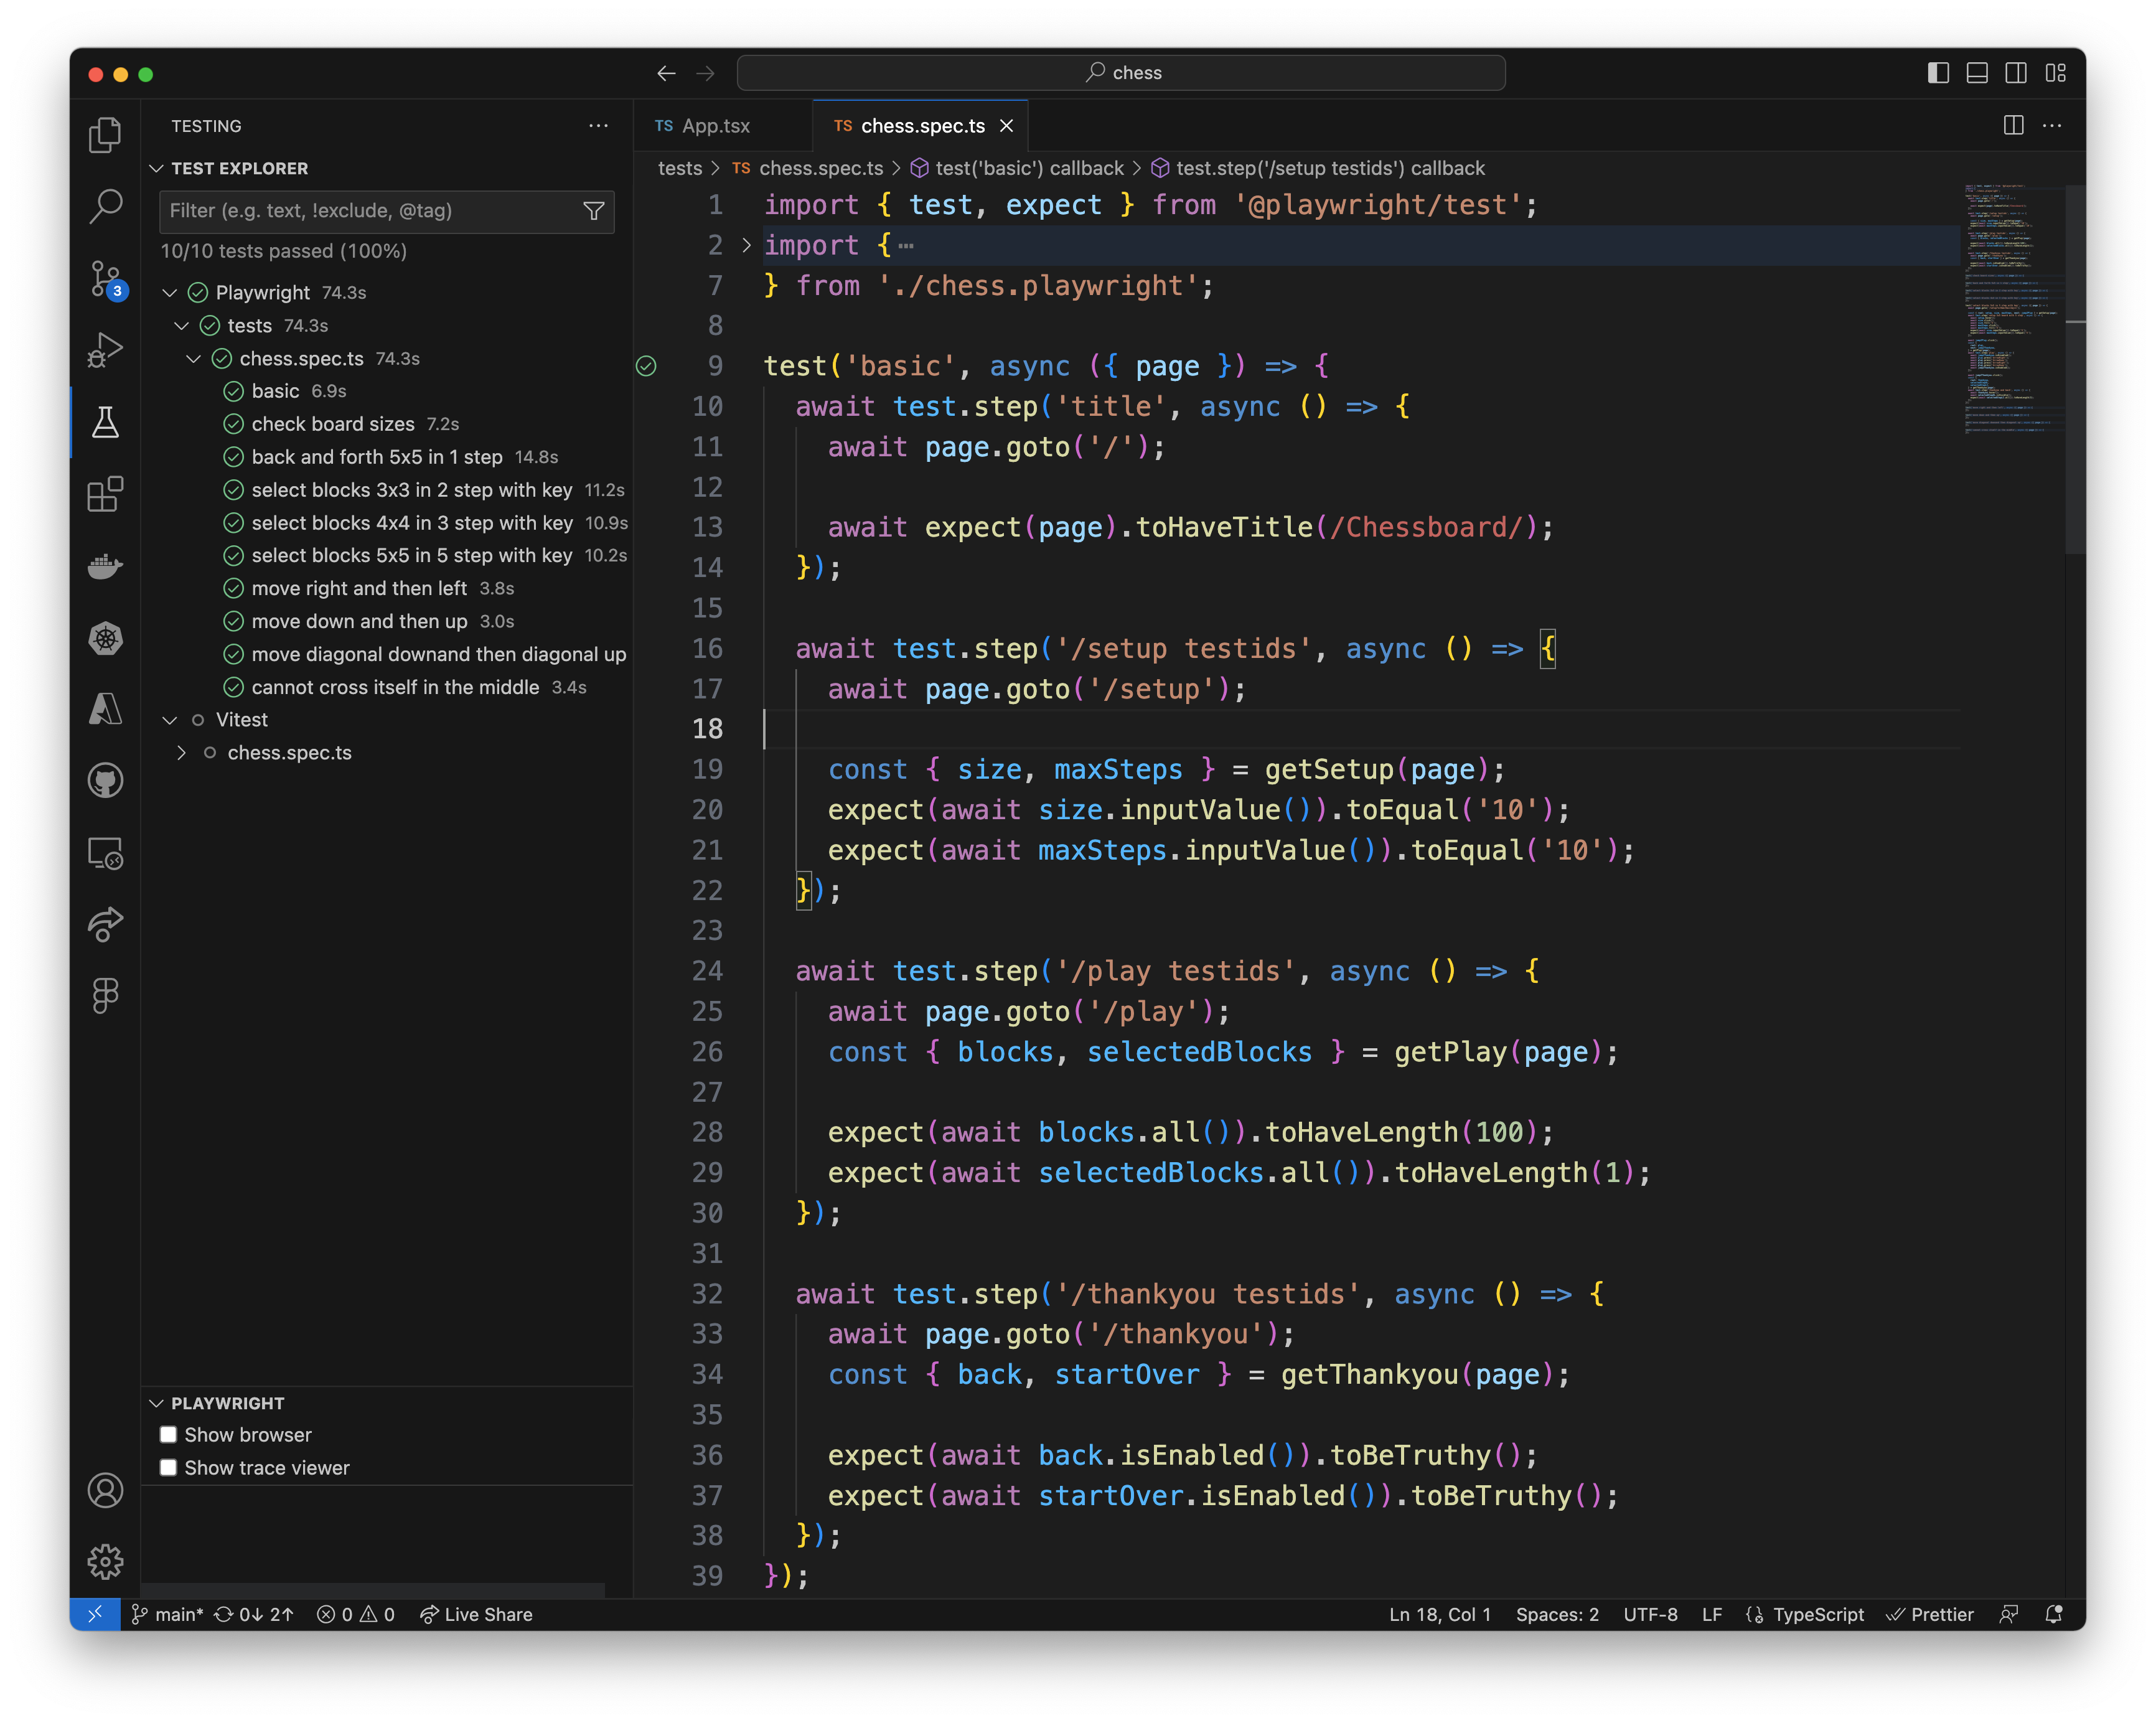 chess
TESTING
TEST EXPLORER
Filter (e.g. text, !exclude, @tag)
10/10 tests passed (100%)
Playwright 74.3s
tests 74.3s
chess.spec.ts 74.3s
basic 6.9s
check board sizes 7.2s
back and forth 5x5 in 1 step 14.8s
select blocks 3x3 in 2 step with key 11.2s
select blocks 4x4 in 3 step with key 10.9s
select blocks 5x5 in 5 step with key 10.2s
move right and then left 3.8s
move down and then up 3.0s
move diagonal downand then diagonal up
cannot cross itself in the middle 3.4s
Vitest
chess.spec.ts
3
PLAYWRIGHT
Show browser
Show trace viewer
TS App.tsx
TS chess.spec.ts
tests > TS chess.spec.ts > test('basic') callback > test.step('/setup testids') callback
1 import { test, expect } from '@playwright/test';
2 import {…
7 } from './chess.playwright';
8
9 test('basic', async ({ page }) => {
10 await test.step('title', async () => {
11 await page.goto('/');
12
13 await expect(page).toHaveTitle(/Chessboard/);
14 });
15
16 await test.step('/setup testids', async () => {
17 await page.goto('/setup');
18
19 const { size, maxSteps } = getSetup(page);
20 expect(await size.inputValue()).toEqual('10');
21 expect(await maxSteps.inputValue()).toEqual('10');
22 });
23
24 await test.step('/play testids', async () => {
25 await page.goto('/play');
26 const { blocks, selectedBlocks } = getPlay(page);
27
28 expect(await blocks.all()).toHaveLength(100);
29 expect(await selectedBlocks.all()).toHaveLength(1);
30 });
31
32 await test.step('/thankyou testids', async () => {
33 await page.goto('/thankyou');
34 const { back, startOver } = getThankyou(page);
35
36 expect(await back.isEnabled()).toBeTruthy();
37 expect(await startOver.isEnabled()).toBeTruthy();
38 });
39 });
main* 0↓ 2↑ 0 0 Live Share
Ln 18, Col 1 Spaces: 2 UTF-8 LF TypeScript Prettier